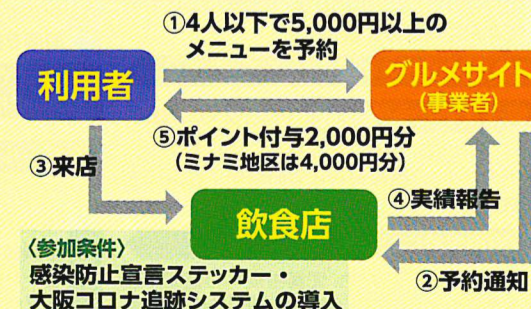 ①4人以下で5,000円以上の
メニューを予約
利用者
グルメサイト
(事業者)
⑤ポイント付与2,000円分
(ミナミ地区は4,000円分)
③来店
④実績報告
飲食店
〈参加条件〉
感染防止宣言ステッカー・
大阪コロナ追跡システムの導入
②予約通知